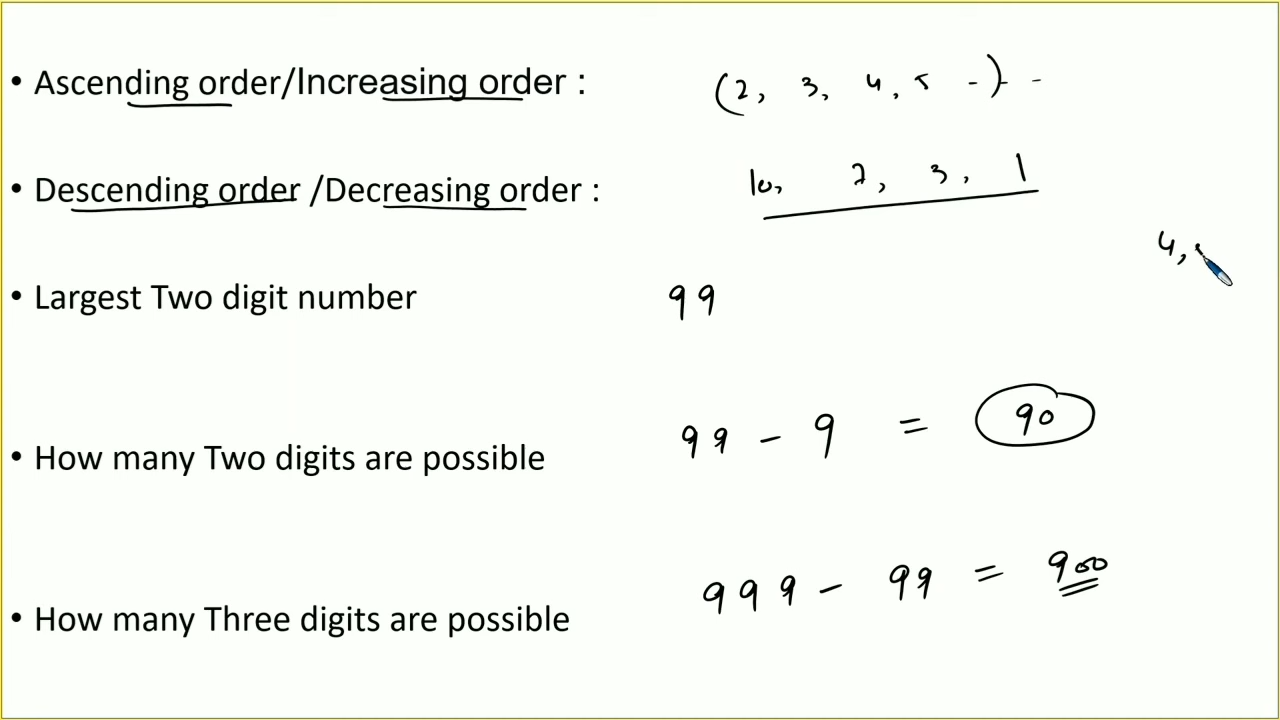 • Ascending order/Increasing order : (2, 3, 4, 5 - ) - -
• Descending order /Decreasing order : 10, 7, 3, 1
4,
• Largest Two digit number 99
• How many Two digits are possible 99 - 9 = 90
• How many Three digits are possible 999 - 99 = 900